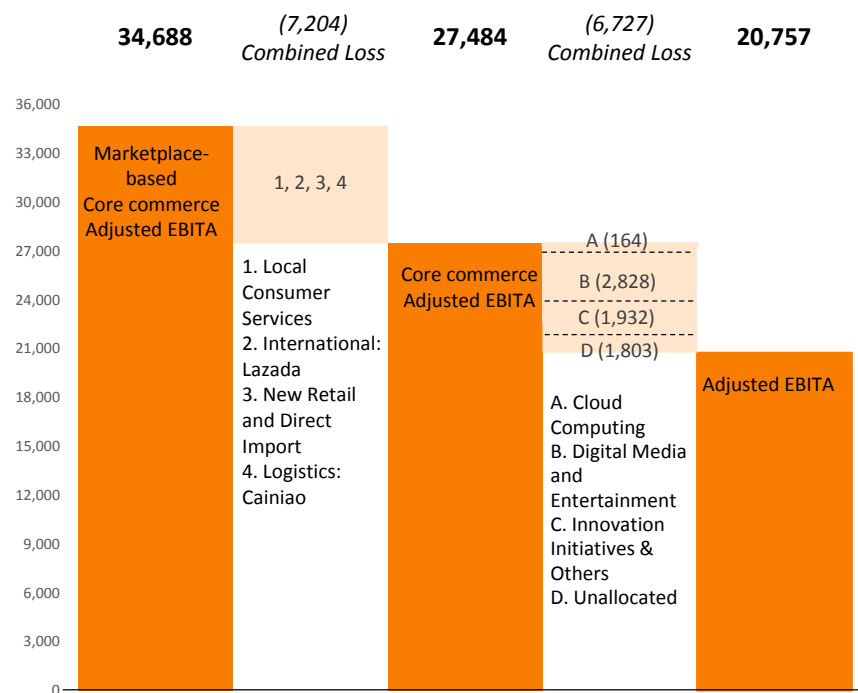 34,688
(7,204)
Combined Loss
27,484
(6,727)
Combined Loss
20,757
36,000
33,000
30,000
27,000
24,000
21,000
18,000
15,000
12,000
9,000
6,000
3,000
0
Marketplace-
based
Core commerce
Adjusted EBITA
1, 2, 3, 4
1. Local
Consumer
Services
2. International:
Lazada
3. New Retail
and Direct
Import
4. Logistics:
Cainiao
Core commerce
Adjusted EBITA
A (164)
B (2,828)
C (1,932)
D (1,803)
A. Cloud
Computing
B. Digital Media
and
Entertainment
C. Innovation
Initiatives &
Others
D. Unallocated
Adjusted EBITA